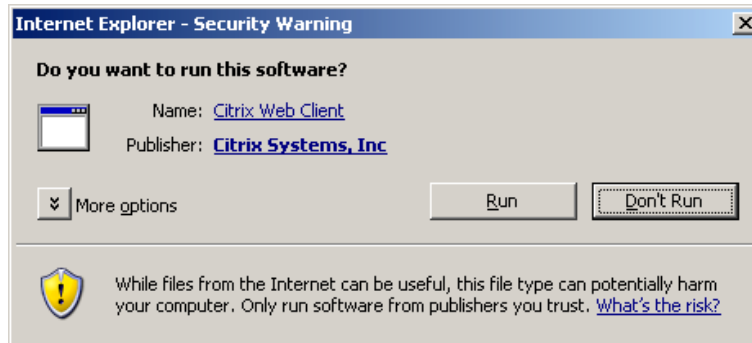 Internet Explorer - Security Warning
Do you want to run this software?
Name: Citrix Web Client
Publisher: Citrix Systems, Inc
More options
Run
Don't Run
While files from the Internet can be useful, this file type can potentially harm
your computer. Only run software from publishers you trust. What's the risk?